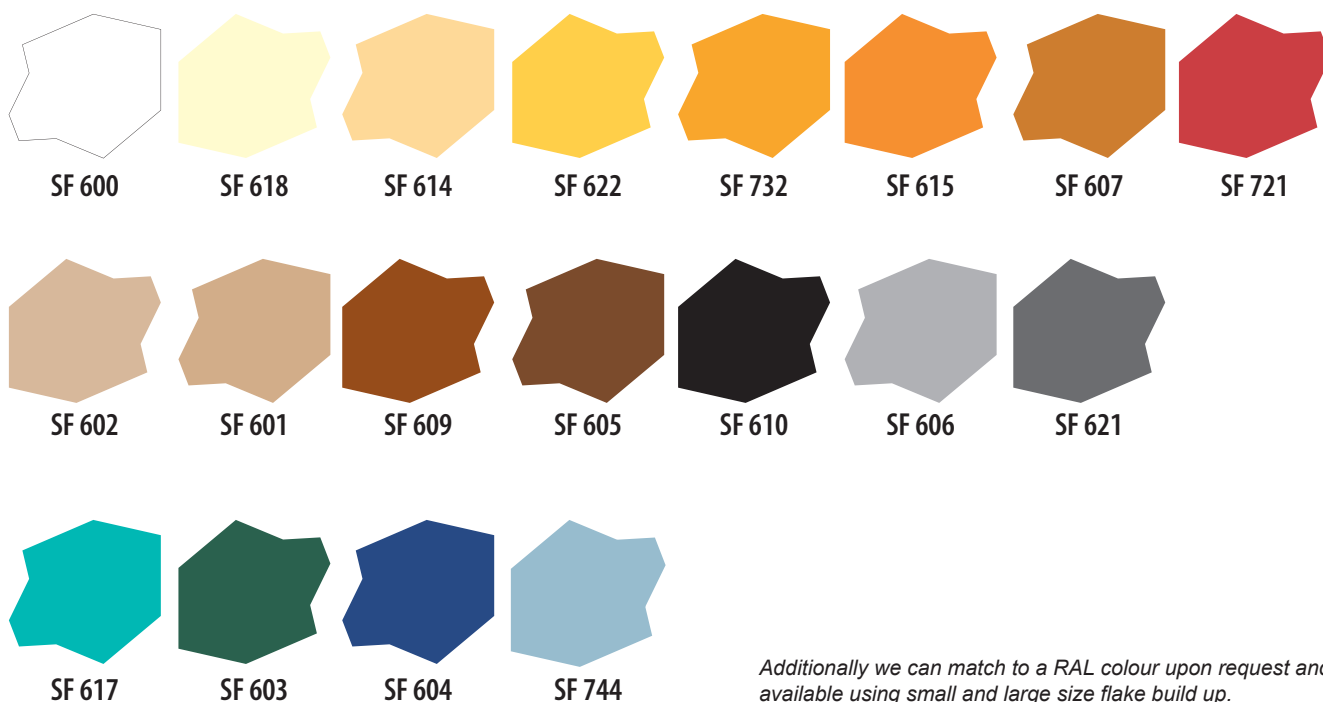 SF 600 SF 618 SF 614 SF 622 SF 732 SF 615 SF 607 SF 721
SF 602 SF 601 SF 609 SF 605 SF 610 SF 606 SF 621
SF 617 SF 603 SF 604 SF 744
Additionally we can match to a RAL colour upon request and
available using small and large size flake build up.